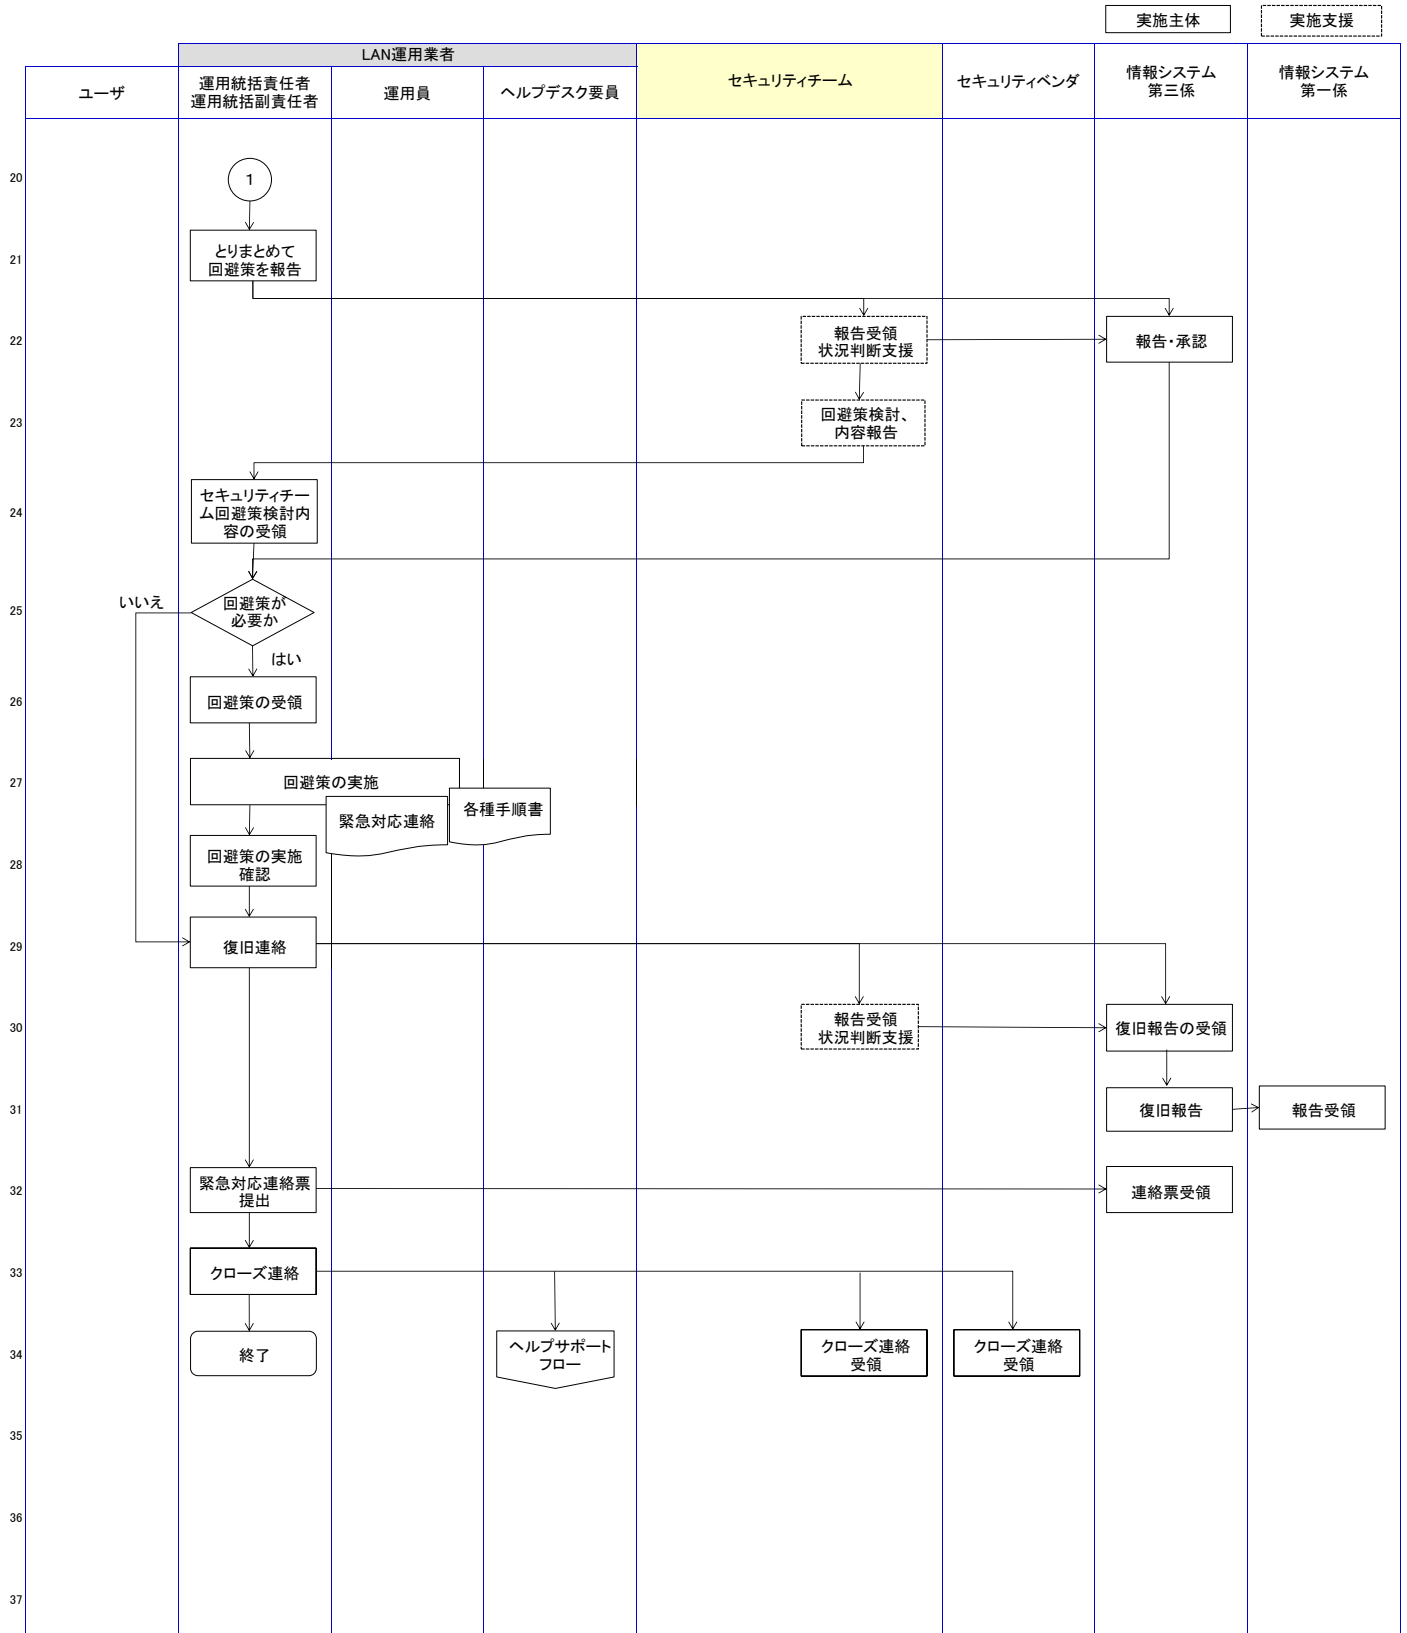 実施主体
実施支援
LAN運用業者
ユーザ
運用統括責任者
運用統括副責任者
運用員
ヘルプデスク要員
セキュリティチーム
セキュリティベンダ
情報システム
第三係
情報システム
第一係
20
1
21
とりまとめて
回避策を報告
22
報告受領
状況判断支援
報告・承認
23
回避策検討、
内容報告
24
セキュリティチー
ム回避策検討内
容の受領
25
いいえ
回避策が
必要か
はい
26
回避策の受領
27
回避策の実施
緊急対応連絡
各種手順書
28
回避策の実施
確認
29
復旧連絡
30
報告受領
状況判断支援
復旧報告の受領
31
復旧報告
報告受領
32
緊急対応連絡票
提出
連絡票受領
33
クローズ連絡
34
終了
ヘルプサポート
フロー
クローズ連絡
受領
クローズ連絡
受領
35
36
37